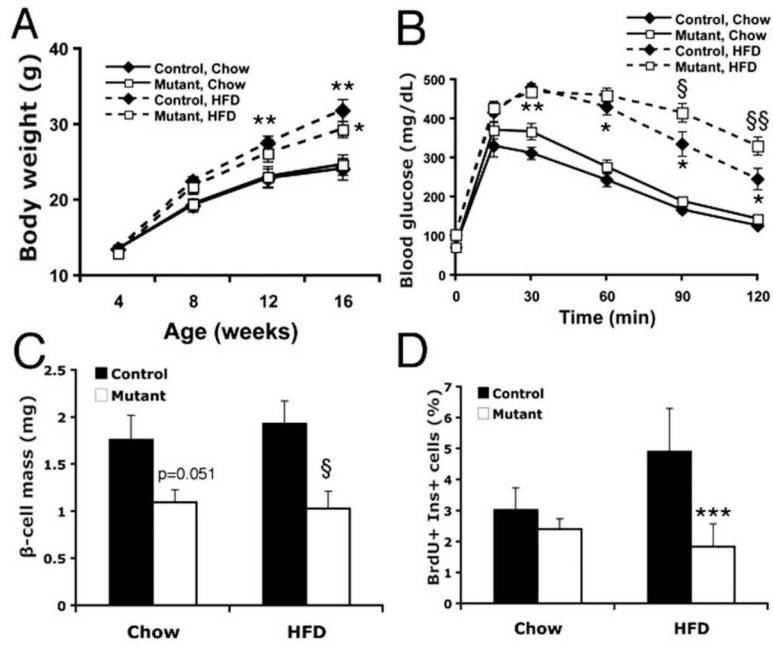 A
Body weight (g)
40
30
20
10
Control, Chow
Mutant, Chow
Control, HFD
Mutant, HFD
**
**
*
4 8 12 16
Age (weeks)
B
Control, Chow
Mutant, Chow
Control, HFD
Mutant, HFD
Blood glucose (mg/dL)
500
400
300
200
100
0
**
*
§
*
§§
*
0 30 60 90 120
Time (min)
C
β-cell mass (mg)
2.5
2
1.5
1
0.5
0
Control
Mutant
p=0.051
§
Chow HFD
D
BrdU+ Ins+ cells (%)
7
6
5
4
3
2
1
0
Control
Mutant
***
Chow HFD